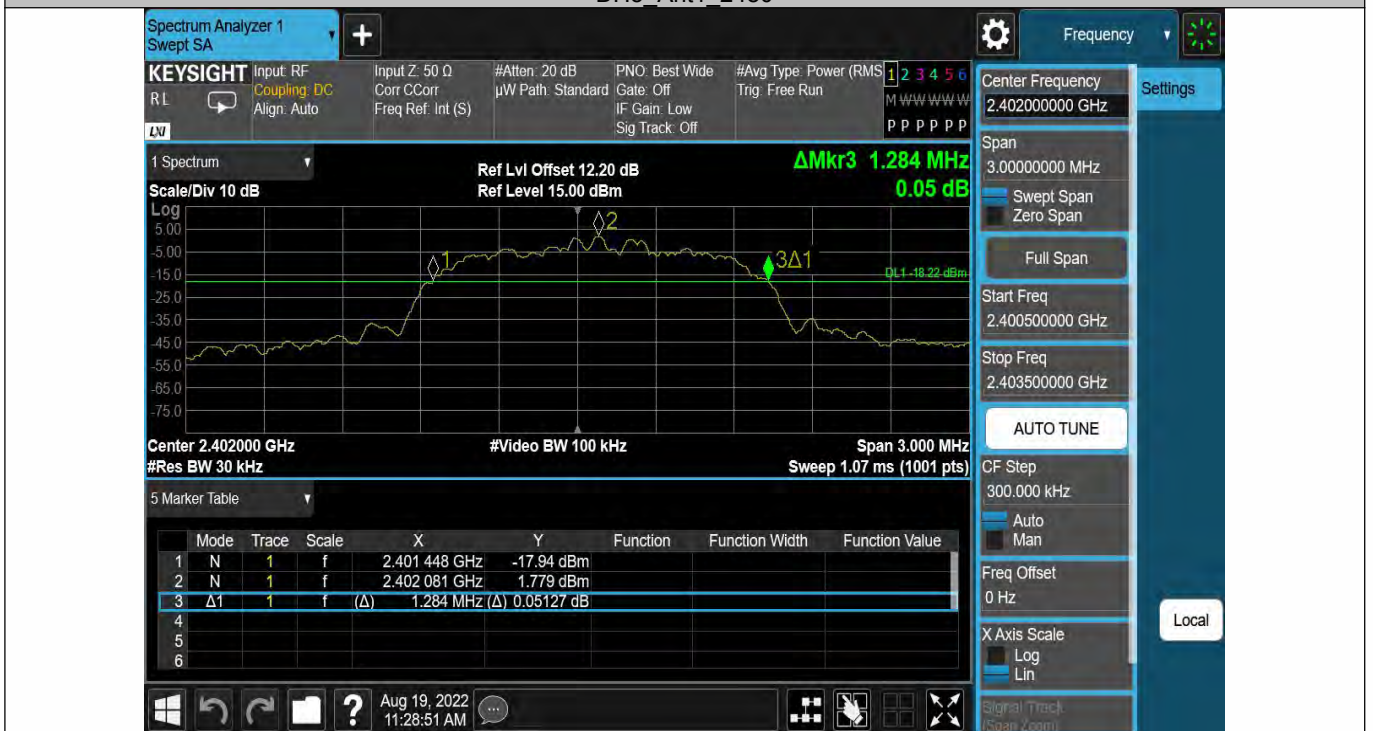 Spectrum Analyzer 1
Swept SA
+
Frequency
KEYSIGHT
RL
LXI
Input: RF
Coupling: DC
Align: Auto
Input Z: 50 Ω
Corr CCorr
Freq Ref: Int (S)
#Atten: 20 dB
µW Path: Standard
PNO: Best Wide
Gate: Off
IF Gain: Low
Sig Track: Off
#Avg Type: Power (RMS
Trig: Free Run
1 2 3 4 5 6
M W W W W W
P P P P P P
1 Spectrum
Scale/Div 10 dB
Ref Lvl Offset 12.20 dB
Ref Level 15.00 dBm
ΔMkr3 1.284 MHz
0.05 dB
Log
5.00
-5.00
-15.0
-25.0
-35.0
-45.0
-55.0
-65.0
-75.0
1
2
3Δ1
DL1 -18.22 dBm
Center 2.402000 GHz
#Video BW 100 kHz
Span 3.000 MHz
#Res BW 30 kHz
Sweep 1.07 ms (1001 pts)
5 Marker Table
Mode Trace Scale X Y Function Function Width Function Value
1 N 1 f 2.401 448 GHz -17.94 dBm
2 N 1 f 2.402 081 GHz 1.779 dBm
3 Δ1 1 f (Δ) 1.284 MHz (Δ) 0.05127 dB
4
5
6
?
Aug 19, 2022
11:28:51 AM
Center Frequency
2.402000000 GHz
Settings
Span
3.00000000 MHz
Swept Span
Zero Span
Full Span
Start Freq
2.400500000 GHz
Stop Freq
2.403500000 GHz
AUTO TUNE
CF Step
300.000 kHz
Auto
Man
Freq Offset
0 Hz
X Axis Scale
Log
Lin
Local
Signal Track
(Span Zoom)